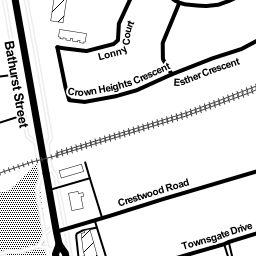 Lonny Court
Bathurst Street
Crown Heights Crescent
Esther Crescent
Crestwood Road
Townsgate Drive